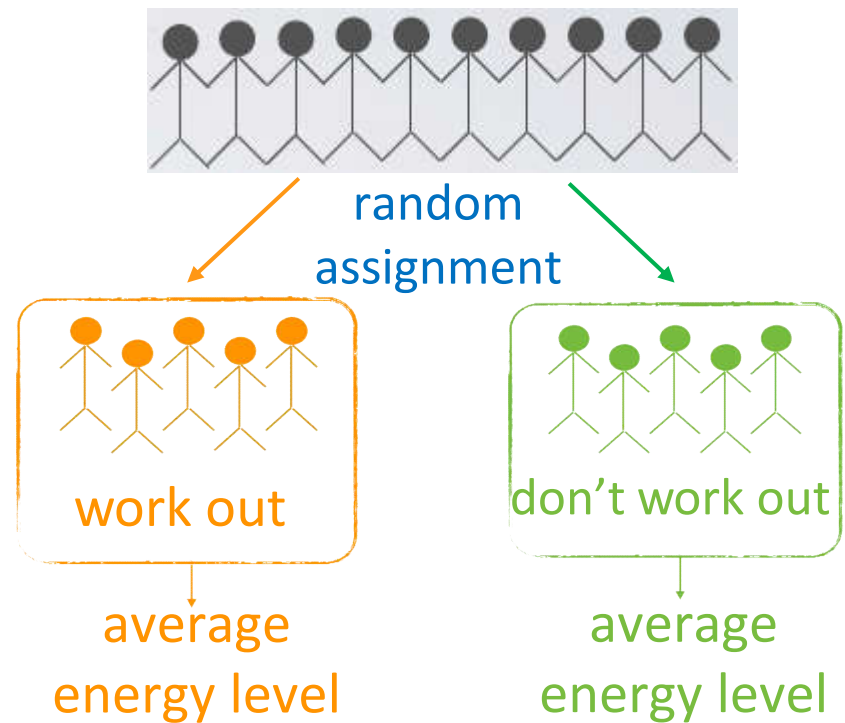 random
assignment
work out
don’t work out
average
energy level
average
energy level